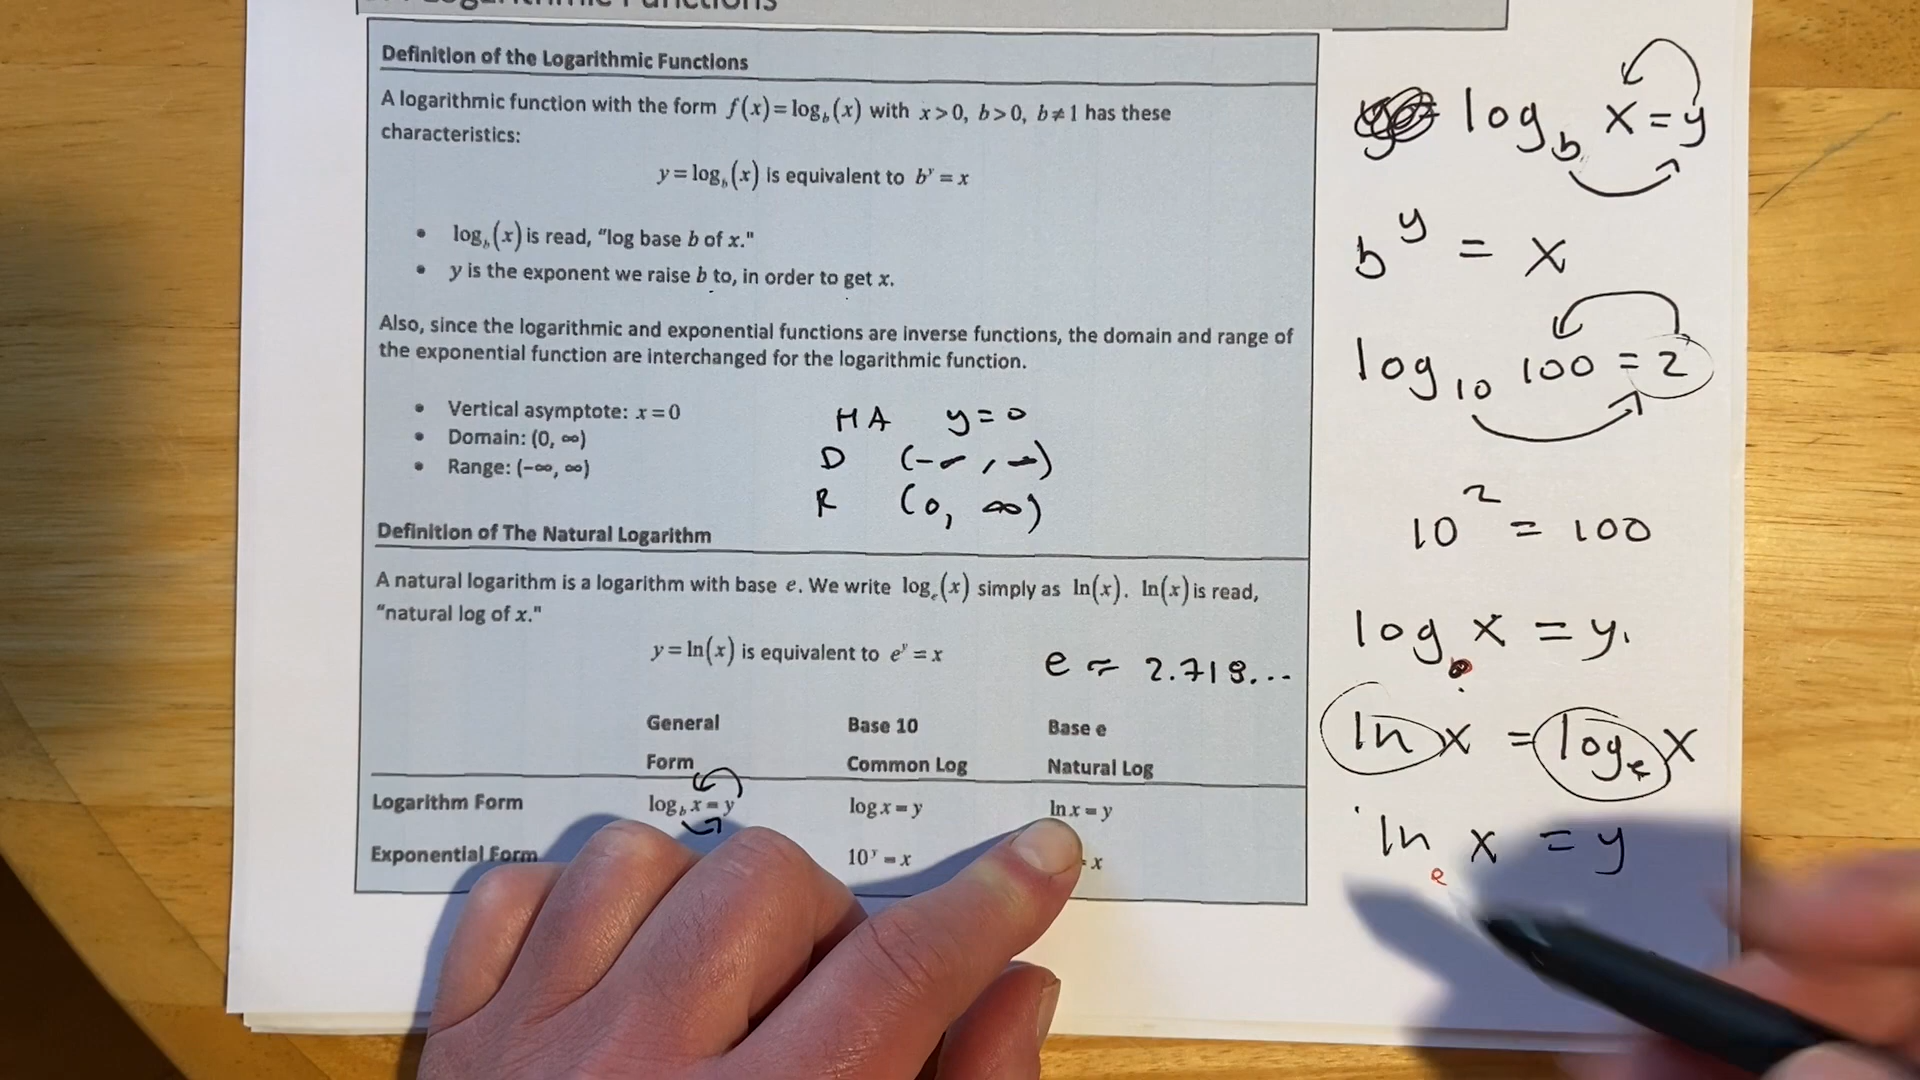 Functions
Definition of the Logarithmic Functions
A logarithmic function with the form f(x)=log_b(x) with x>0, b>0, b≠1 has these
characteristics:
y=log_b(x) is equivalent to b^y = x
• log_b(x) is read, "log base b of x."
• y is the exponent we raise b to, in order to get x.
Also, since the logarithmic and exponential functions are inverse functions, the domain and range of
the exponential function are interchanged for the logarithmic function.
• Vertical asymptote: x=0
• Domain: (0, ∞)
• Range: (-∞, ∞)
HA y=0
D (-∞, ∞)
R (0, ∞)
Definition of The Natural Logarithm
A natural logarithm is a logarithm with base e. We write log_e(x) simply as ln(x). ln(x) is read,
"natural log of x."
y=ln(x) is equivalent to e^y = x
e ≈ 2.718...
General Form
Base 10 Common Log
Base e Natural Log
Logarithm Form log_b x = y log x = y ln x = y
Exponential Form 10^y = x = x
log_b x = y
b^y = x
log_10 100 = 2
10^2 = 100
log x = y
ln x = log_e x
ln x = y
e